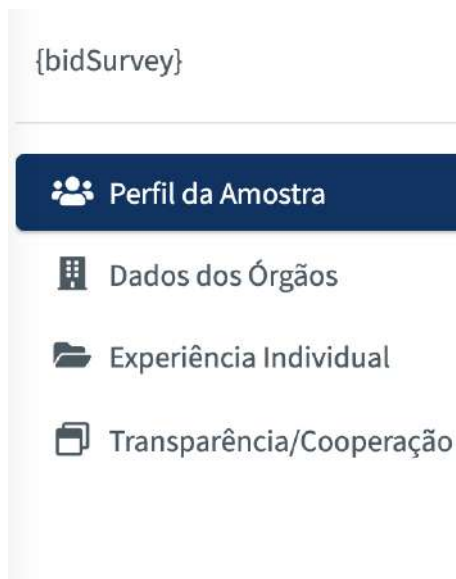 {bidSurvey}
Perfil da Amostra
Dados dos Órgãos
Experiência Individual
Transparência/Cooperação